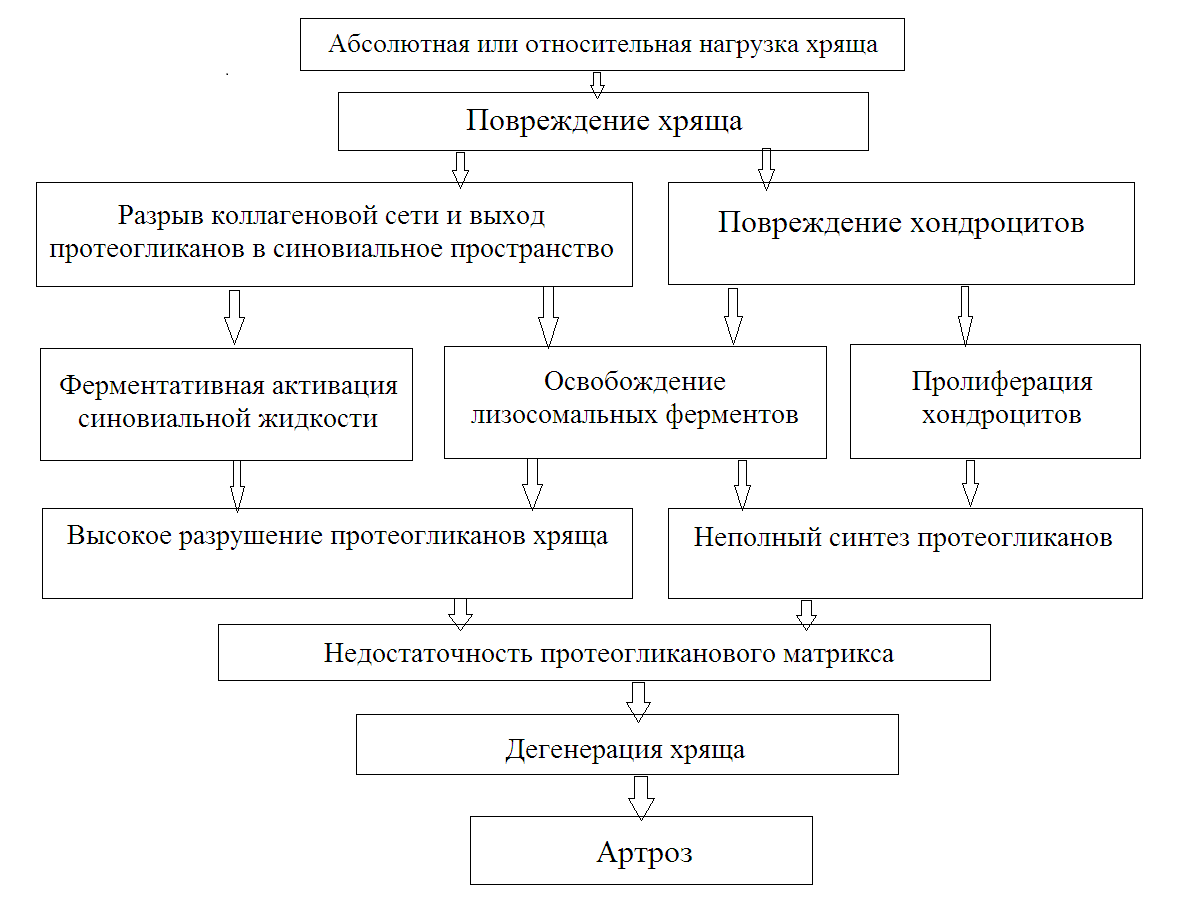 Абсолютная или относительная нагрузка хряща
Повреждение хряща
Разрыв коллагеновой сети и выход
протеогликанов в синовиальное пространство
Повреждение хондроцитов
Ферментативная активация
синовиальной жидкости
Освобождение
лизосомальных ферментов
Пролиферация
хондроцитов
Высокое разрушение протеогликанов хряща
Неполный синтез протеогликанов
Недостаточность протеогликанового матрикса
Дегенерация хряща
Артроз